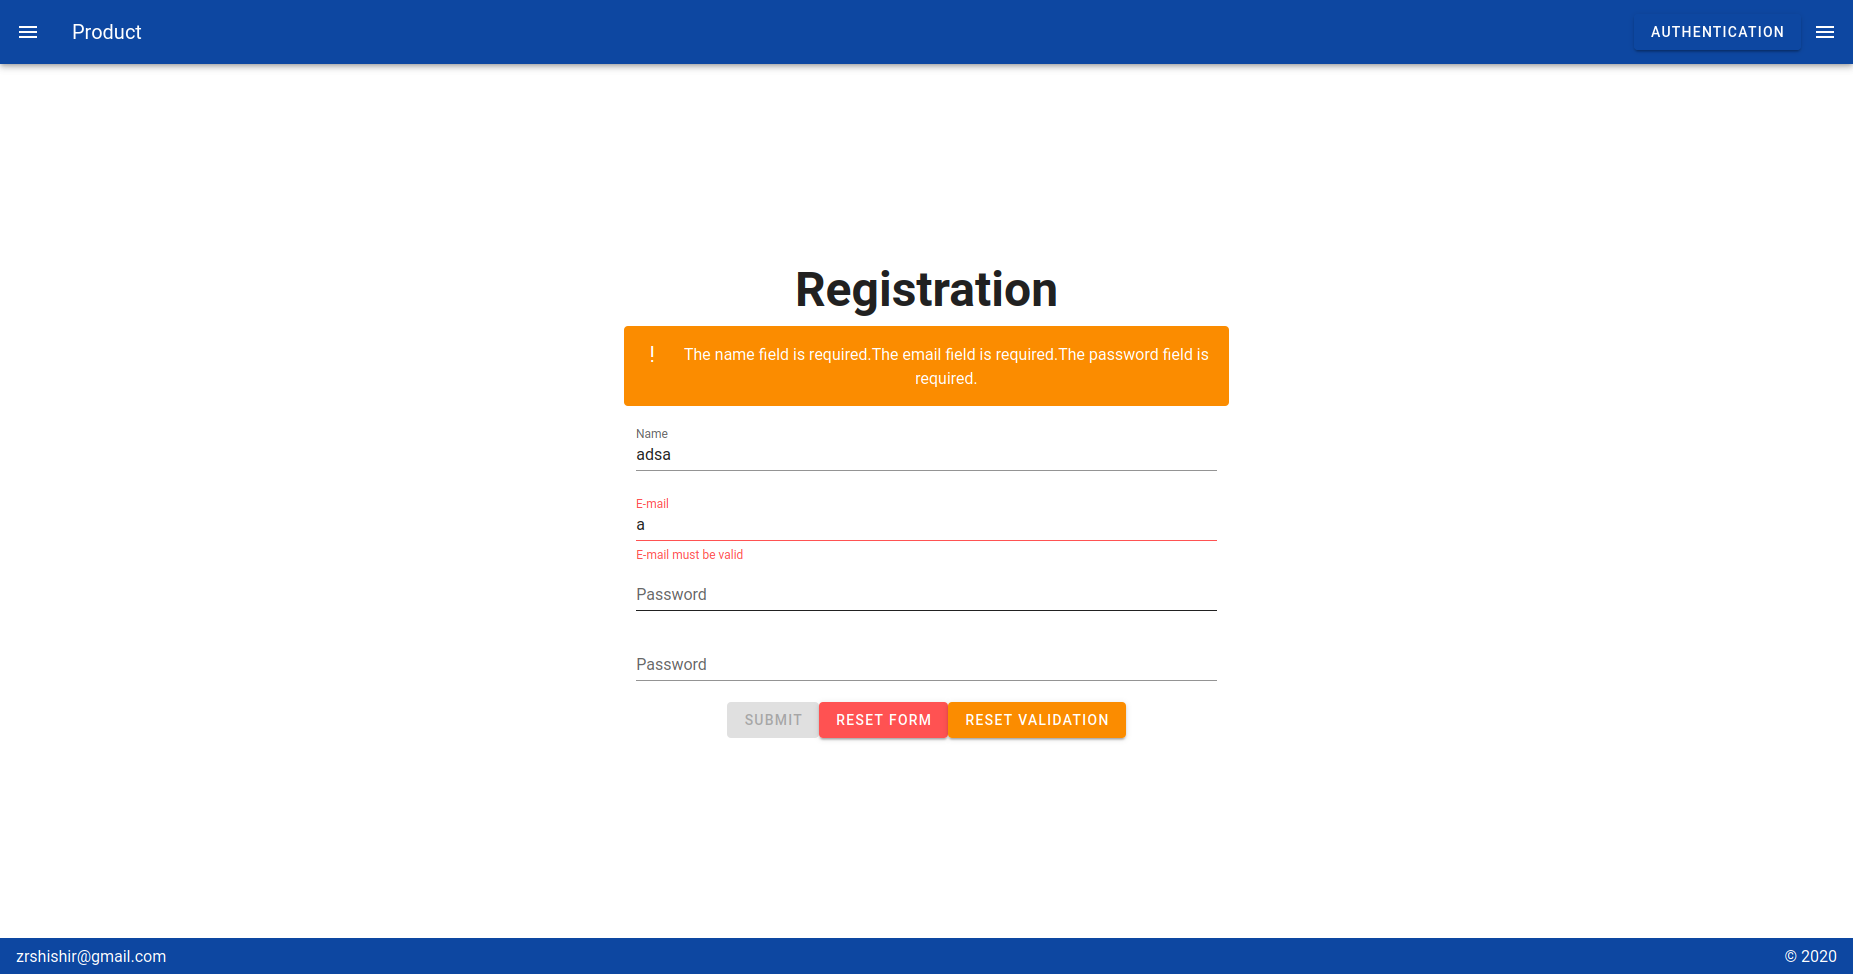 Product
AUTHENTICATION
Registration
! The name field is required.The email field is required.The password field is
required.
Name
adsa
E-mail
a
E-mail must be valid
Password
Password
SUBMIT RESET FORM RESET VALIDATION
zrshishir@gmail.com
© 2020